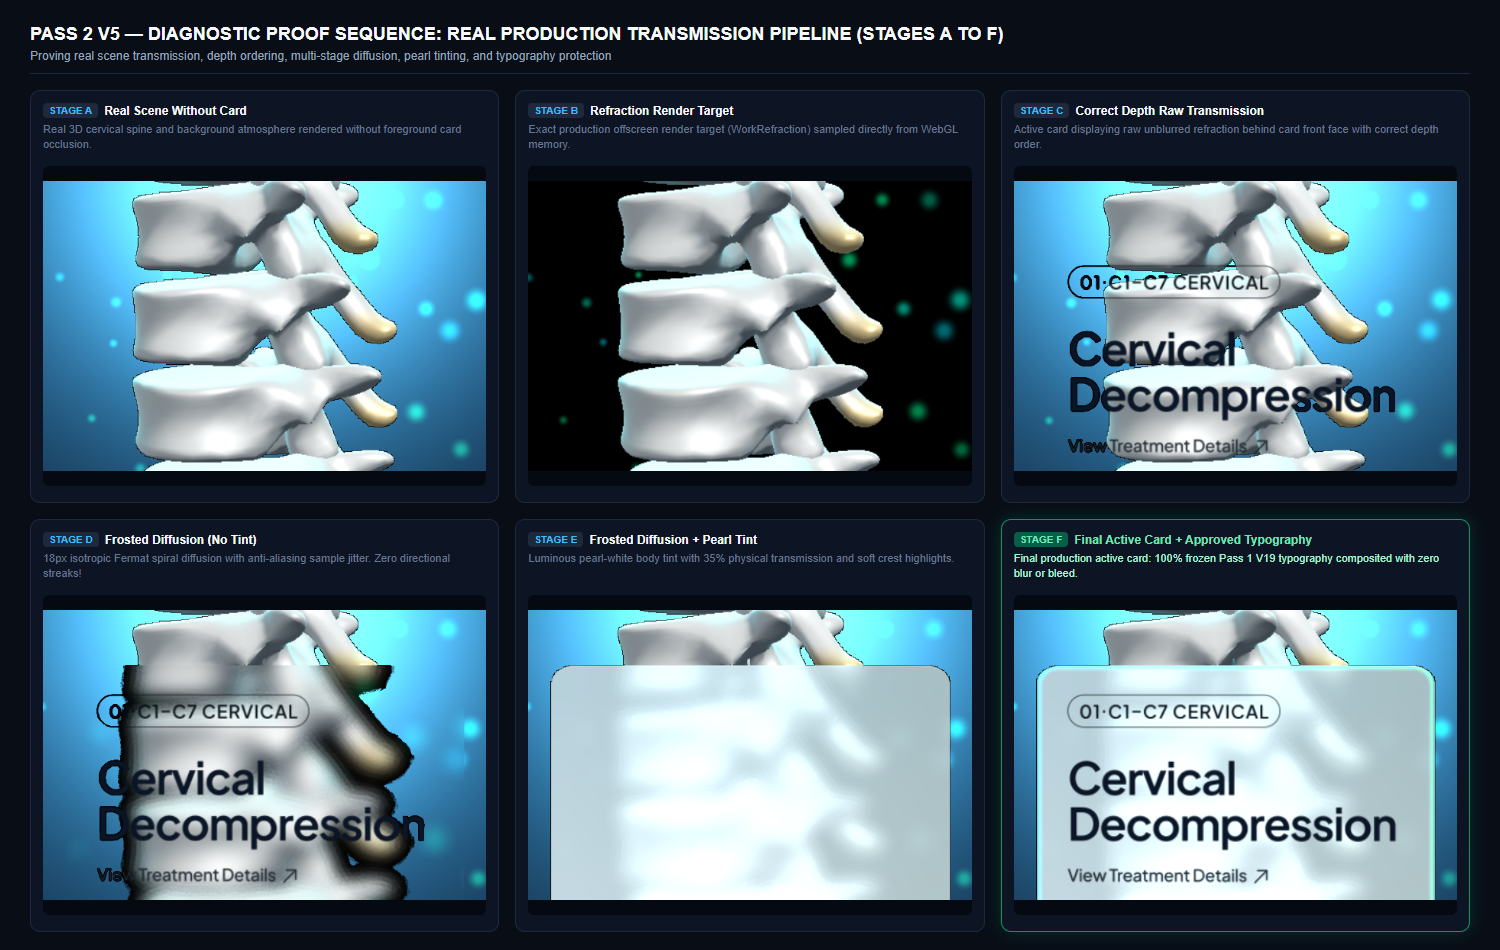 PASS 2 V5 — DIAGNOSTIC PROOF SEQUENCE: REAL PRODUCTION TRANSMISSION PIPELINE (STAGES A TO F)
Proving real scene transmission, depth ordering, multi-stage diffusion, pearl tinting, and typography protection
STAGE A Real Scene Without Card
Real 3D cervical spine and background atmosphere rendered without foreground card
occlusion.
STAGE B Refraction Render Target
Exact production offscreen render target (WorkRefraction) sampled directly from WebGL
memory.
STAGE C Correct Depth Raw Transmission
Active card displaying raw unblurred refraction behind card front face with correct depth
order.
01·C1–C7 CERVICAL
Cervical
Decompression
View Treatment Details ↗
STAGE D Frosted Diffusion (No Tint)
18px isotropic Fermat spiral diffusion with anti-aliasing sample jitter. Zero directional
streaks!
01·C1–C7 CERVICAL
Cervical
Decompression
View Treatment Details ↗
STAGE E Frosted Diffusion + Pearl Tint
Luminous pearl-white body tint with 35% physical transmission and soft crest highlights.
STAGE F Final Active Card + Approved Typography
Final production active card: 100% frozen Pass 1 V19 typography composited with zero
blur or bleed.
01·C1–C7 CERVICAL
Cervical
Decompression
View Treatment Details ↗